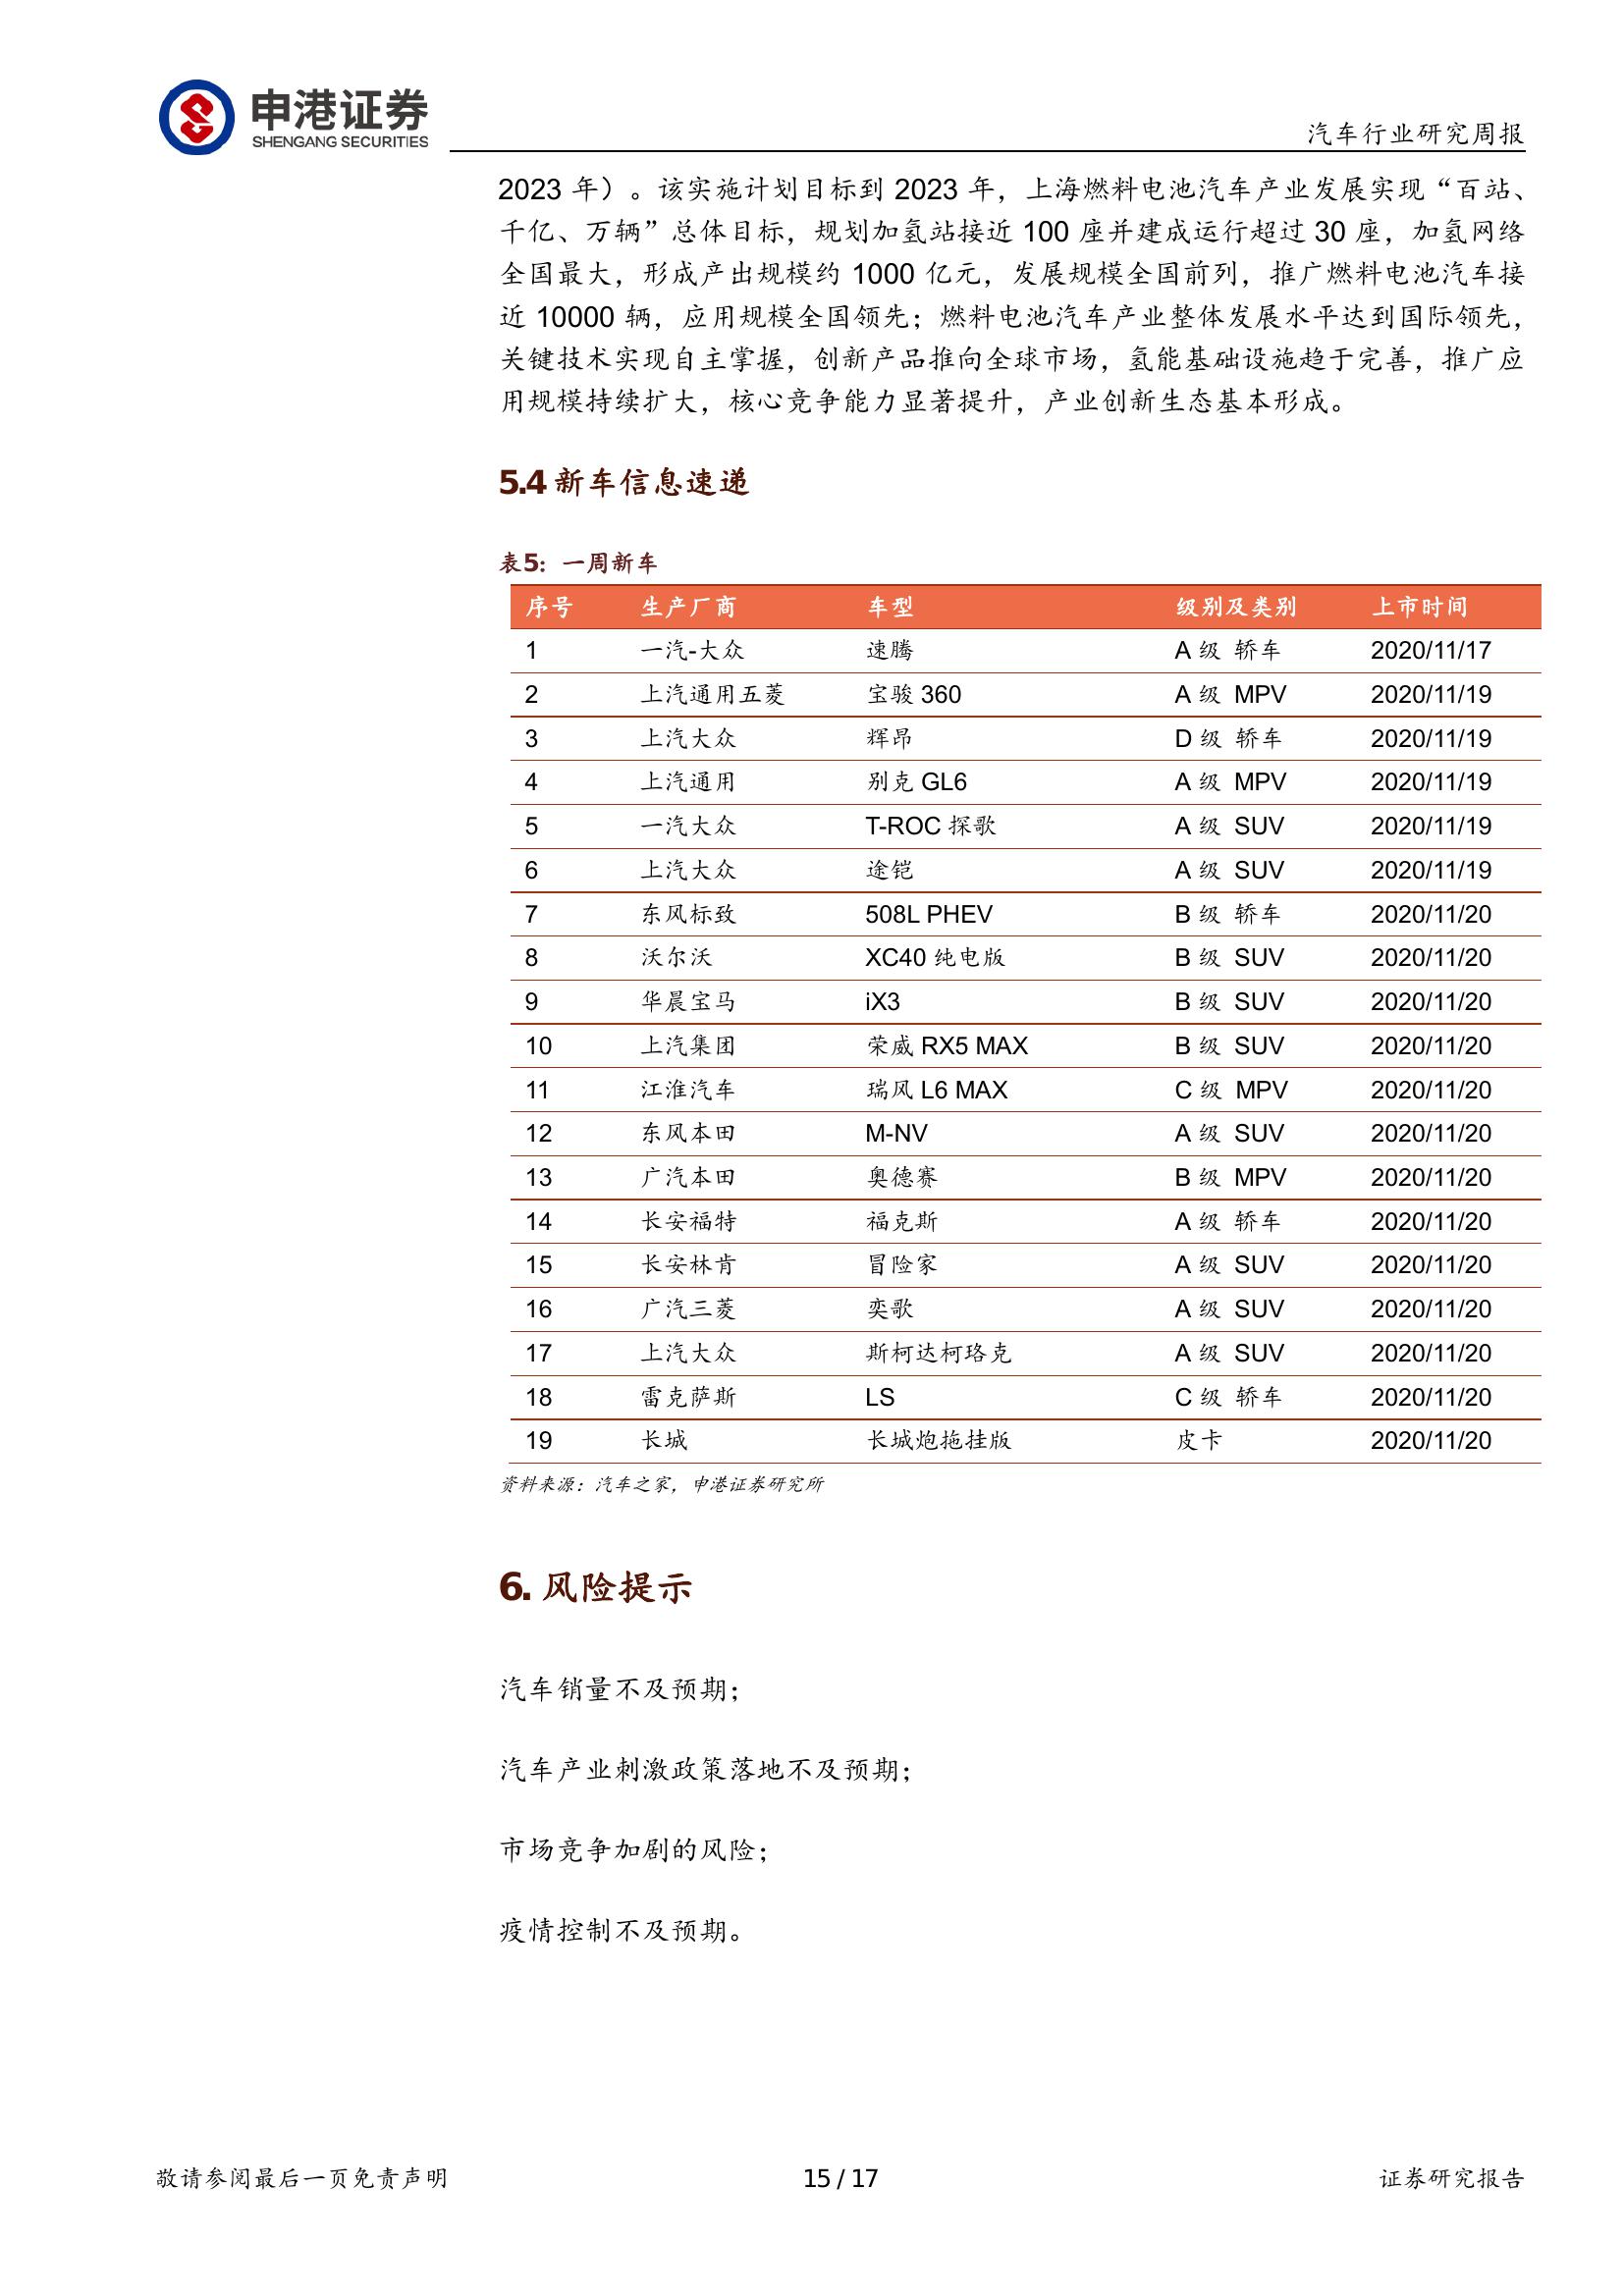 申港证券
SHENGANG SECURITIES
汽车行业研究周报
2023 年）。该实施计划目标到 2023 年，上海燃料电池汽车产业发展实现“百站、
千亿、万辆”总体目标，规划加氢站接近 100 座并建成运行超过 30 座，加氢网络
全国最大，形成产出规模约 1000 亿元，发展规模全国前列，推广燃料电池汽车接
近 10000 辆，应用规模全国领先；燃料电池汽车产业整体发展水平达到国际领先，
关键技术实现自主掌握，创新产品推向全球市场，氢能基础设施趋于完善，推广应
用规模持续扩大，核心竞争能力显著提升，产业创新生态基本形成。
5.4 新车信息速递
表5：一周新车
序号 生产厂商 车型 级别及类别 上市时间
1 一汽-大众 速腾 A 级 轿车 2020/11/17
2 上汽通用五菱 宝骏 360 A 级 MPV 2020/11/19
3 上汽大众 辉昂 D 级 轿车 2020/11/19
4 上汽通用 别克 GL6 A 级 MPV 2020/11/19
5 一汽大众 T-ROC 探歌 A 级 SUV 2020/11/19
6 上汽大众 途铠 A 级 SUV 2020/11/19
7 东风标致 508L PHEV B 级 轿车 2020/11/20
8 沃尔沃 XC40 纯电版 B 级 SUV 2020/11/20
9 华晨宝马 iX3 B 级 SUV 2020/11/20
10 上汽集团 荣威 RX5 MAX B 级 SUV 2020/11/20
11 江淮汽车 瑞风 L6 MAX C 级 MPV 2020/11/20
12 东风本田 M-NV A 级 SUV 2020/11/20
13 广汽本田 奥德赛 B 级 MPV 2020/11/20
14 长安福特 福克斯 A 级 轿车 2020/11/20
15 长安林肯 冒险家 A 级 SUV 2020/11/20
16 广汽三菱 奕歌 A 级 SUV 2020/11/20
17 上汽大众 斯柯达柯珞克 A 级 SUV 2020/11/20
18 雷克萨斯 LS C 级 轿车 2020/11/20
19 长城 长城炮拖挂版 皮卡 2020/11/20
资料来源：汽车之家，申港证券研究所
6. 风险提示
汽车销量不及预期；
汽车产业刺激政策落地不及预期；
市场竞争加剧的风险；
疫情控制不及预期。
敬请参阅最后一页免责声明 15 / 17 证券研究报告